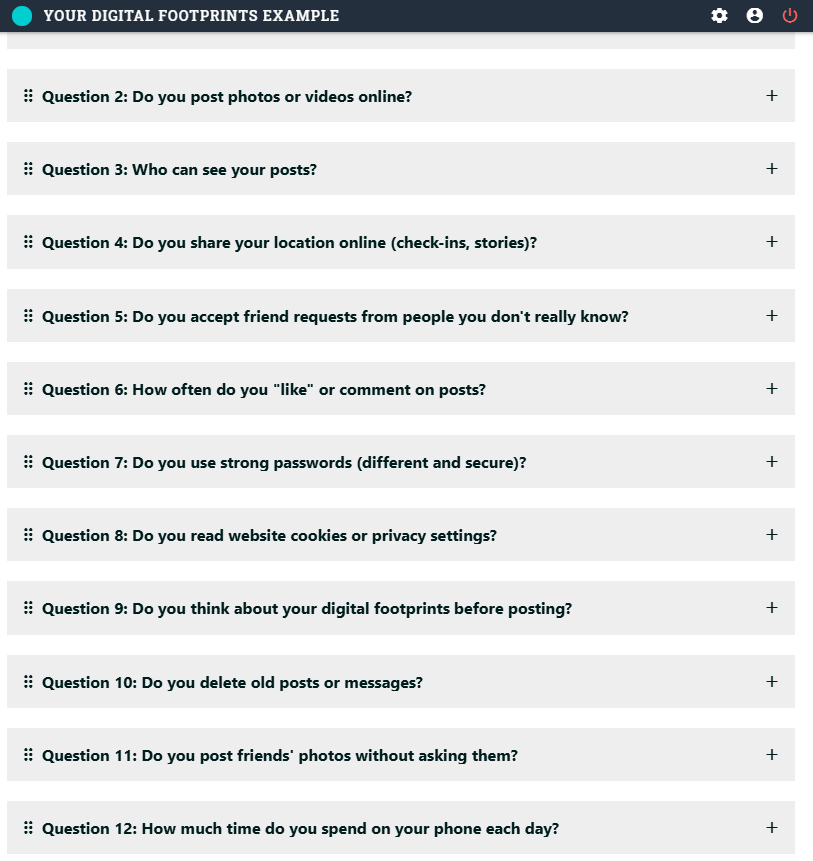 YOUR DIGITAL FOOTPRINTS EXAMPLE
Question 2: Do you post photos or videos online?
Question 3: Who can see your posts?
Question 4: Do you share your location online (check-ins, stories)?
Question 5: Do you accept friend requests from people you don't really know?
Question 6: How often do you "like" or comment on posts?
Question 7: Do you use strong passwords (different and secure)?
Question 8: Do you read website cookies or privacy settings?
Question 9: Do you think about your digital footprints before posting?
Question 10: Do you delete old posts or messages?
Question 11: Do you post friends' photos without asking them?
Question 12: How much time do you spend on your phone each day?